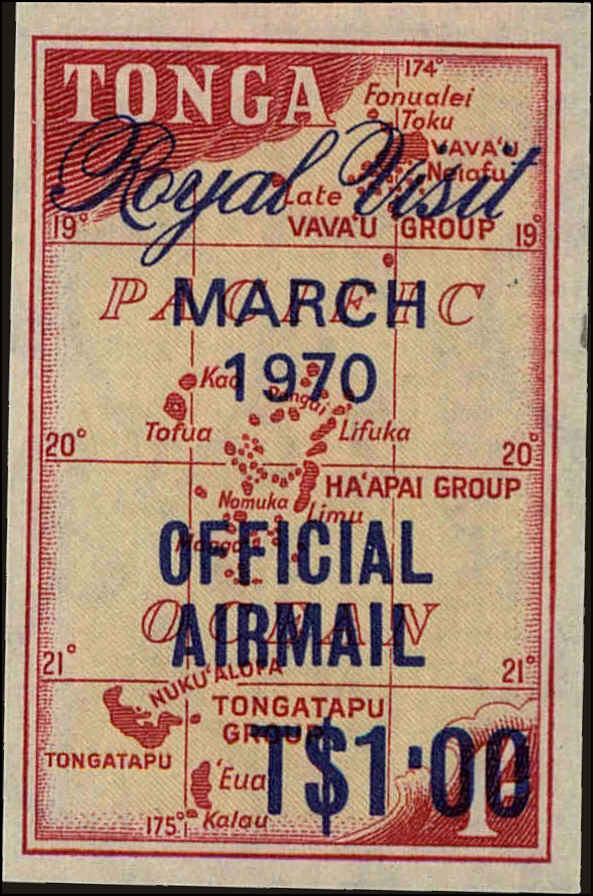 TONGA
174°
Fonualei
Toku
VAVA'U
Neiafu
Royal Visit
Late
VAVA'U GROUP
19° 19°
PACIFIC
MARCH
1970
Kao
Pangai
Tofua
Lifuka
20° 20°
HA'APAI GROUP
Nomuka
Limu
OFFICIAL
OCEAN
AIRMAIL
21° 21°
NUKU'ALOFA
TONGATAPU
GROUP
TONGATAPU
'Eua
T$1·00
175° Kalau